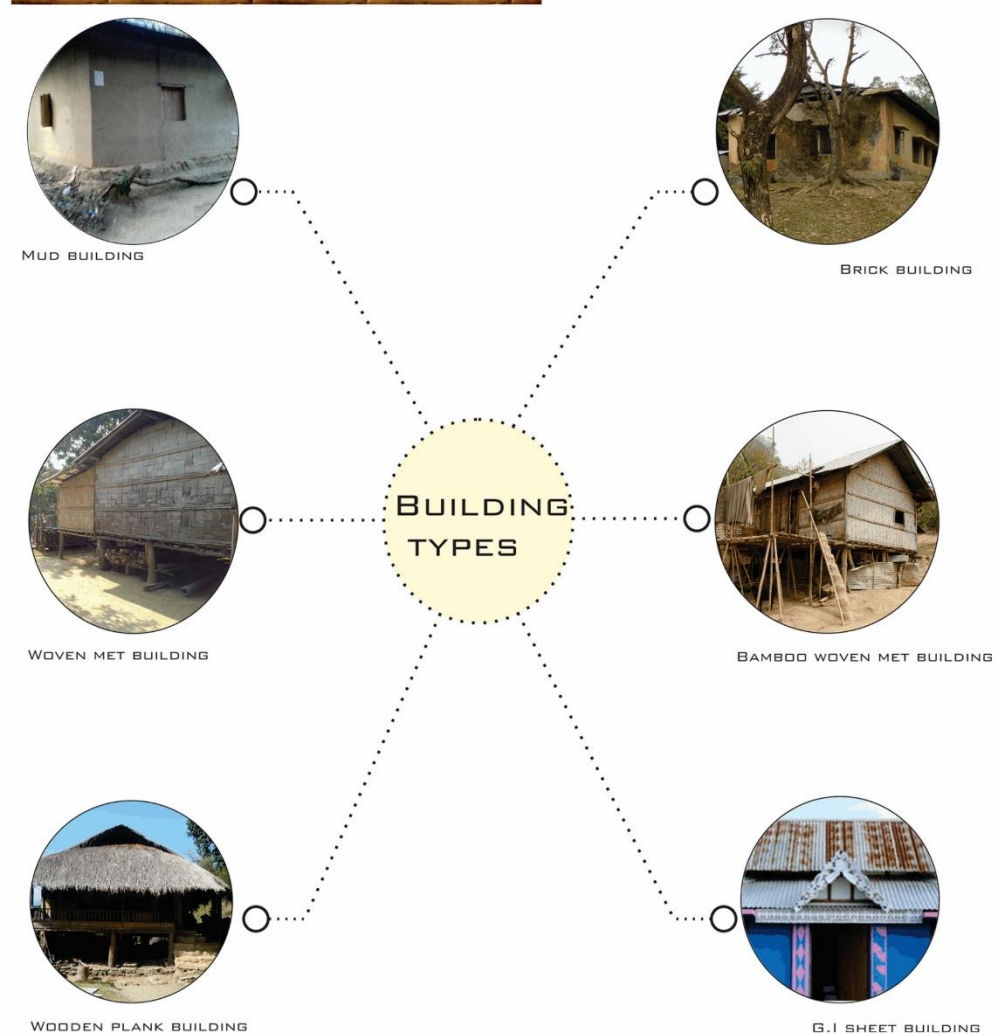 Mud building
Brick building
Building
types
Woven met building
Bamboo woven met building
Wooden plank building
G.I sheet building